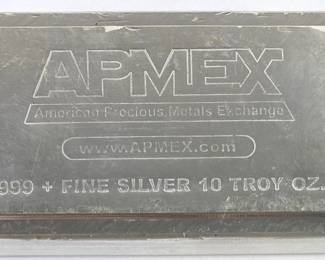 APMEX
American Precious Metals Exchange
www.APMEX.com
999 + FINE SILVER 10 TROY OZ.